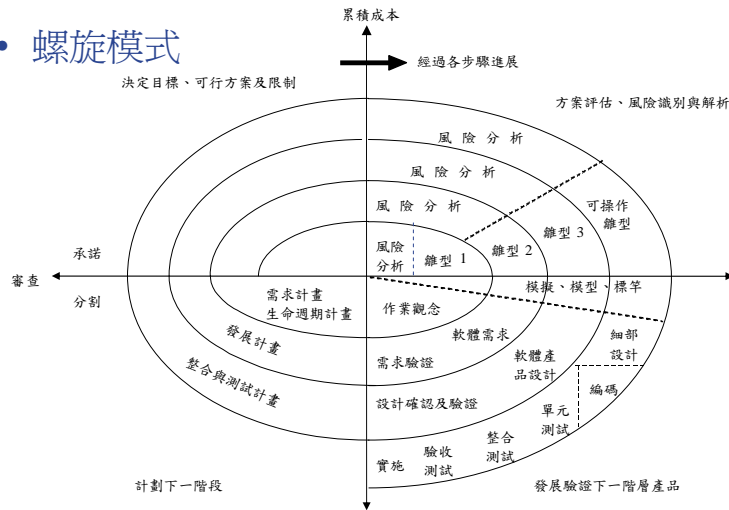 累積成本
• 螺旋模式
經過各步驟進展
決定目標、可行方案及限制
方案評估、風險識別與解析
風 險 分 析
風 險 分 析
風 險 分 析
可操作
離型
風險
分析
離型 1
離型 2
離型 3
承諾
審查
分割
模擬、模型、標竿
需求計畫
生命週期計畫
作業觀念
發展計畫
軟體需求
細部
設計
整合與測試計畫
需求驗證
軟體產
品設計
編碼
設計確認及驗證
單元
測試
整合
測試
驗收
測試
實施
計劃下一階段
發展驗證下一階層產品